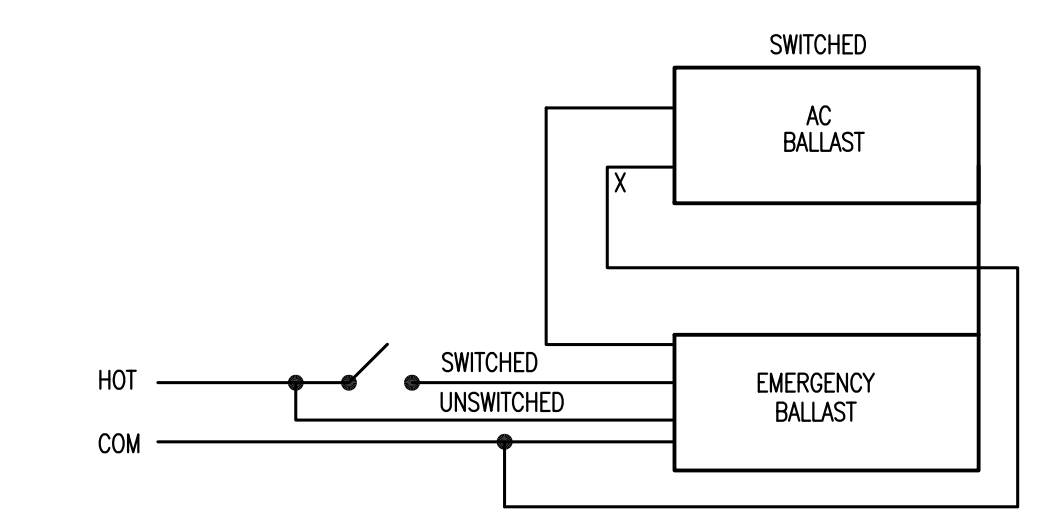 SWITCHED
AC
BALLAST
X
SWITCHED
HOT
EMERGENCY
UNSWITCHED
BALLAST
COM